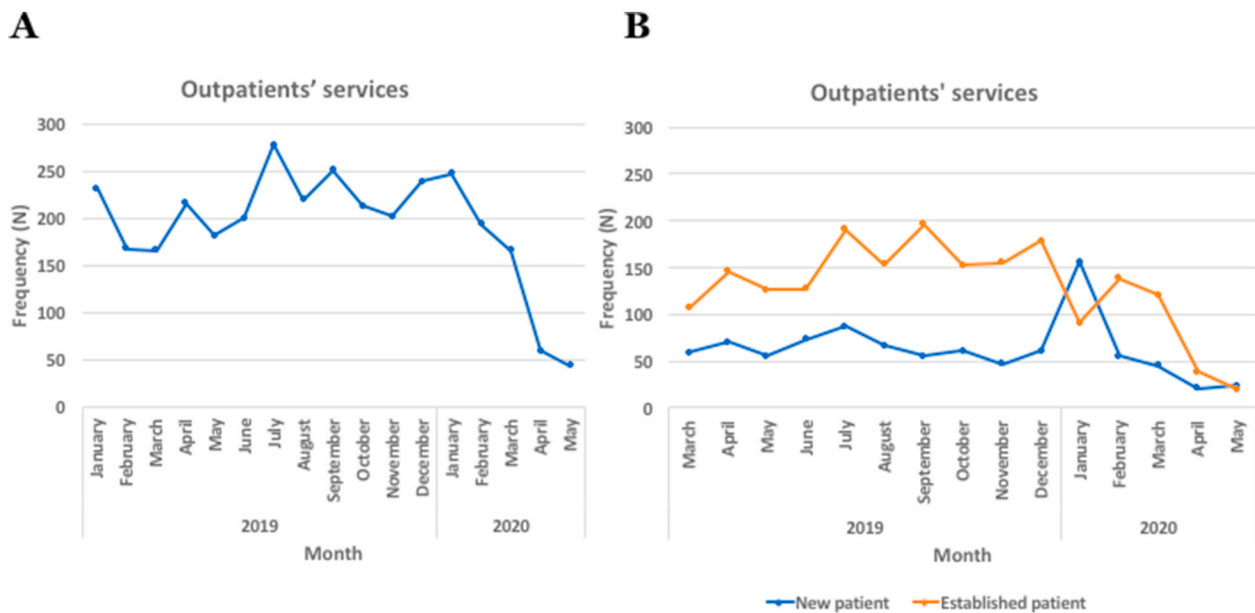 A
Outpatients’ services
Frequency (N)
300
250
200
150
100
50
0
January
February
March
April
May
June
July
August
September
October
November
December
January
February
March
April
May
2019
2020
Month
B
Outpatients' services
Frequency (N)
300
250
200
150
100
50
0
March
April
May
June
July
August
September
October
November
December
January
February
March
April
May
2019
2020
Month
New patient
Established patient